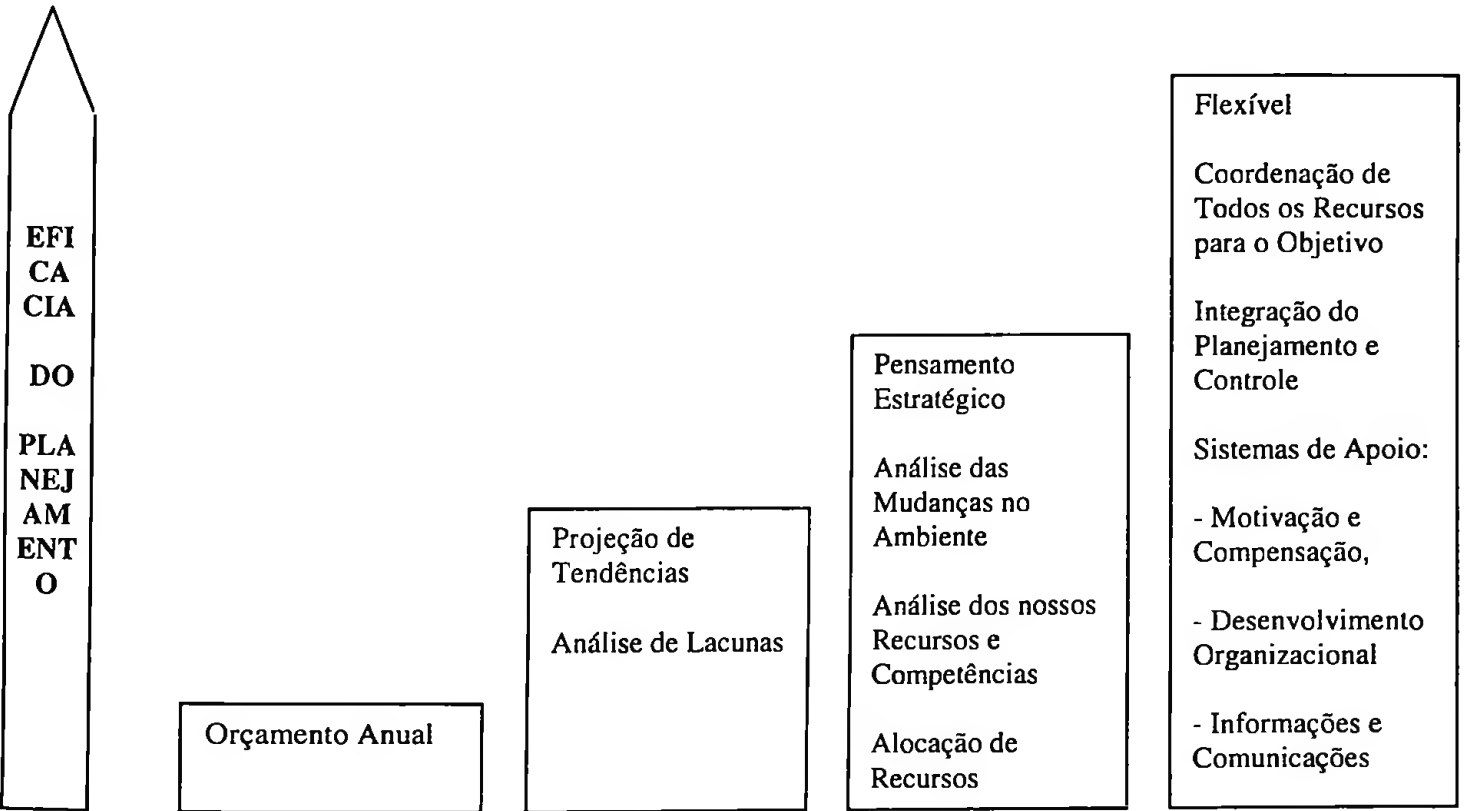 EFI
CA
CIA
DO
PLA
NEJ
AM
ENT
O
Orçamento Anual
Projeção de
Tendências
Análise de Lacunas
Pensamento
Estratégico
Análise das
Mudanças no
Ambiente
Análise dos nossos
Recursos e
Competências
Alocação de
Recursos
Flexível
Coordenação de
Todos os Recursos
para o Objetivo
Integração do
Planejamento e
Controle
Sistemas de Apoio:
- Motivação e
Compensação,
- Desenvolvimento
Organizacional
- Informações e
Comunicações